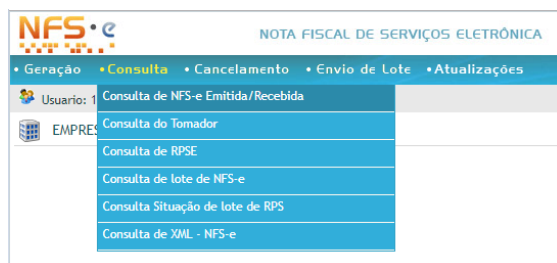 NFS·e
NOTA FISCAL DE SERVIÇOS ELETRÔNICA
• Geração • Consulta • Cancelamento • Envio de Lote • Atualizações
Usuario: 1
Consulta de NFS-e Emitida/Recebida
EMPRES
Consulta do Tomador
Consulta de RPSE
Consulta de lote de NFS-e
Consulta Situação de lote de RPS
Consulta de XML - NFS-e